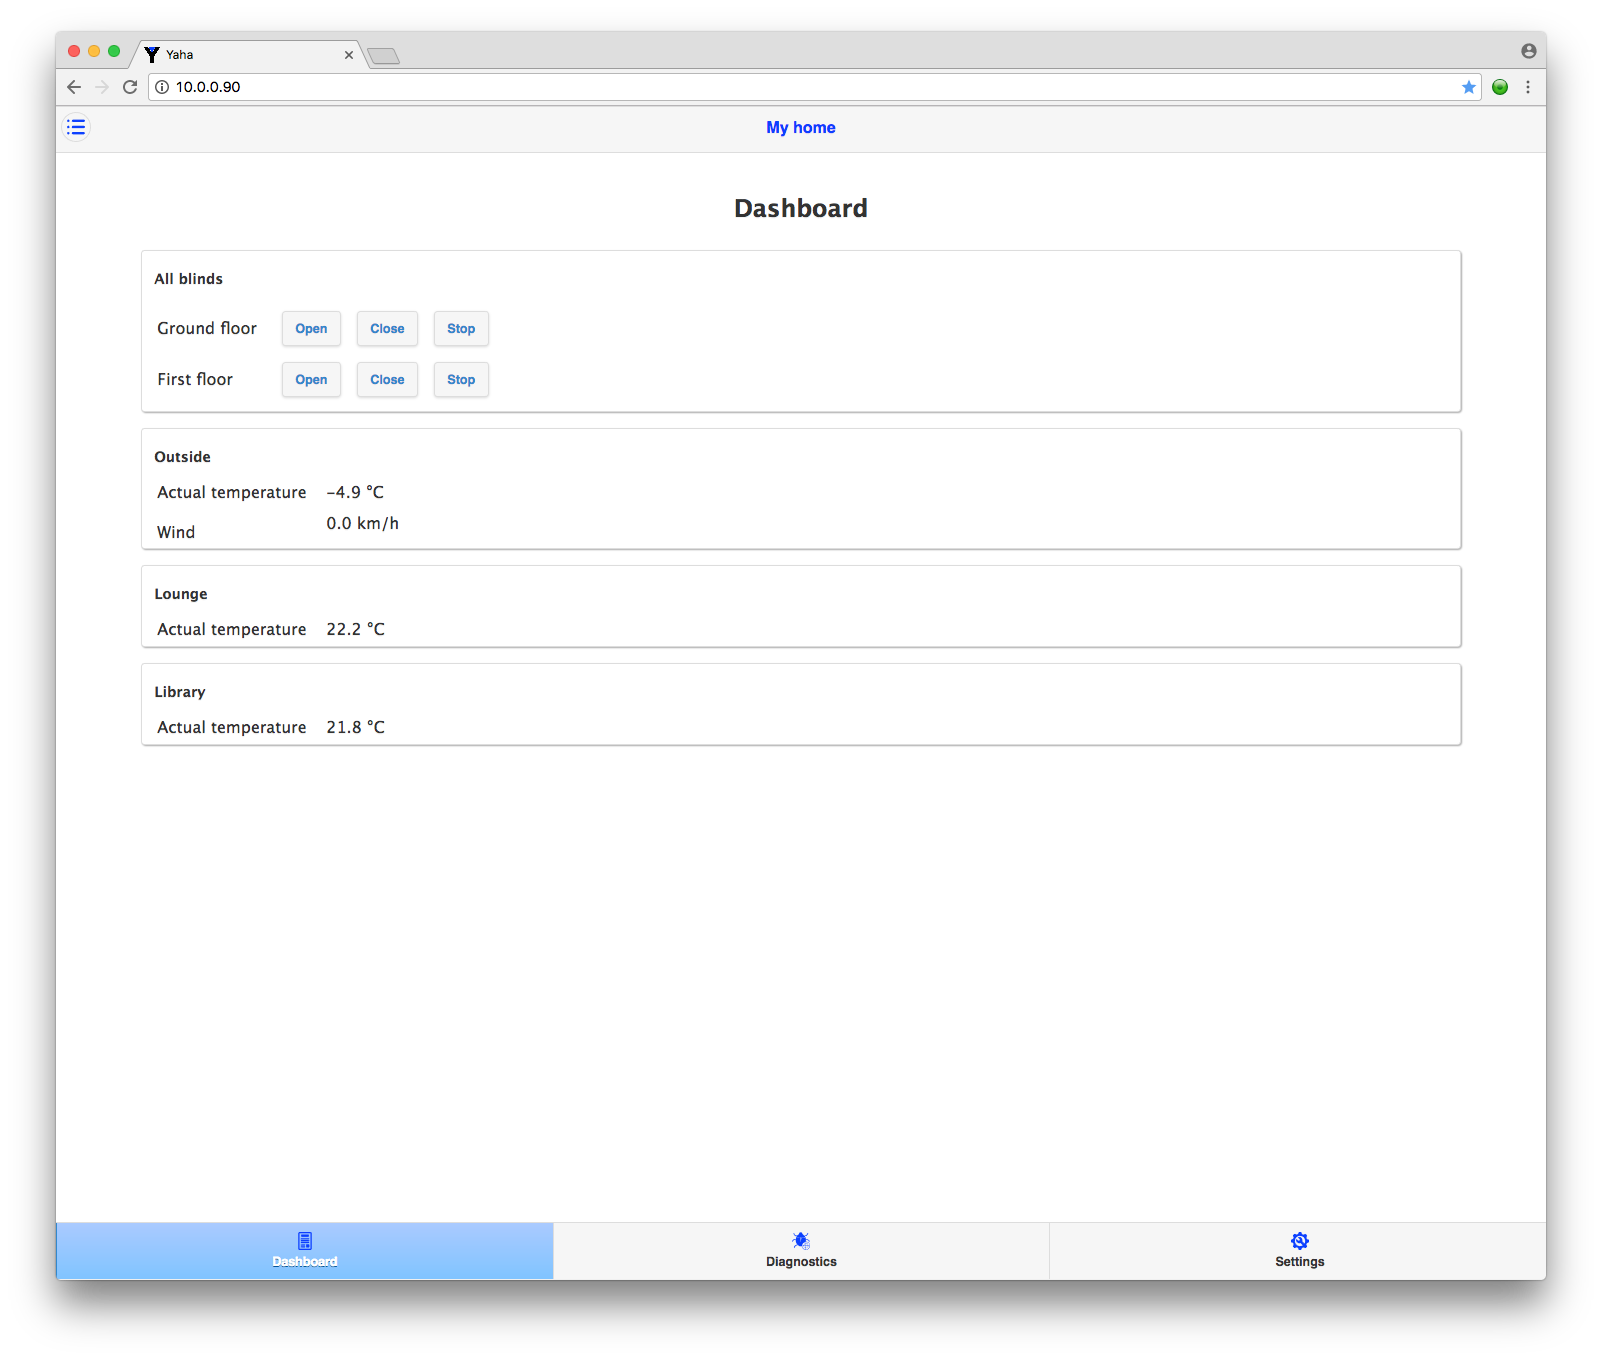 Yaha
10.0.0.90
My home
Dashboard
All blinds
Ground floor Open Close Stop
First floor Open Close Stop
Outside
Actual temperature -4.9 °C
Wind 0.0 km/h
Lounge
Actual temperature 22.2 °C
Library
Actual temperature 21.8 °C
Dashboard Diagnostics Settings